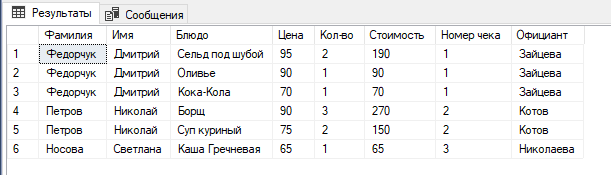 Результаты Сообщения
Фамилия Имя Блюдо Цена Кол-во Стоимость Номер чека Официант
1 Федорчук Дмитрий Сельд под шубой 95 2 190 1 Зайцева
2 Федорчук Дмитрий Оливье 90 1 90 1 Зайцева
3 Федорчук Дмитрий Кока-Кола 70 1 70 1 Зайцева
4 Петров Николай Борщ 90 3 270 2 Котов
5 Петров Николай Суп куриный 75 2 150 2 Котов
6 Носова Светлана Каша Гречневая 65 1 65 3 Николаева